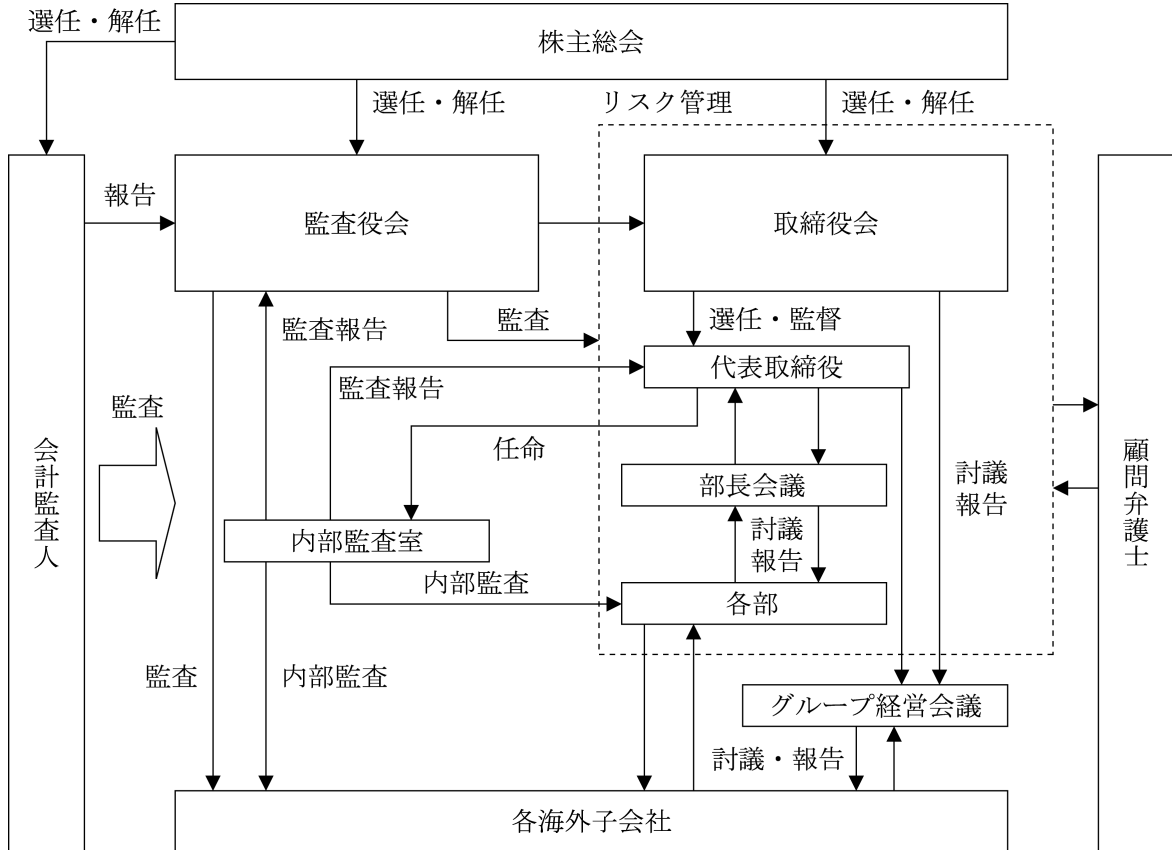 選任・解任
株主総会
選任・解任
リスク管理
選任・解任
報告
監査役会
取締役会
監査報告
監査
選任・監督
代表取締役
監査報告
監査
任命
会計監査人
部長会議
討議
報告
顧問弁護士
内部監査室
討議
報告
内部監査
各部
監査
内部監査
グループ経営会議
討議・報告
各海外子会社